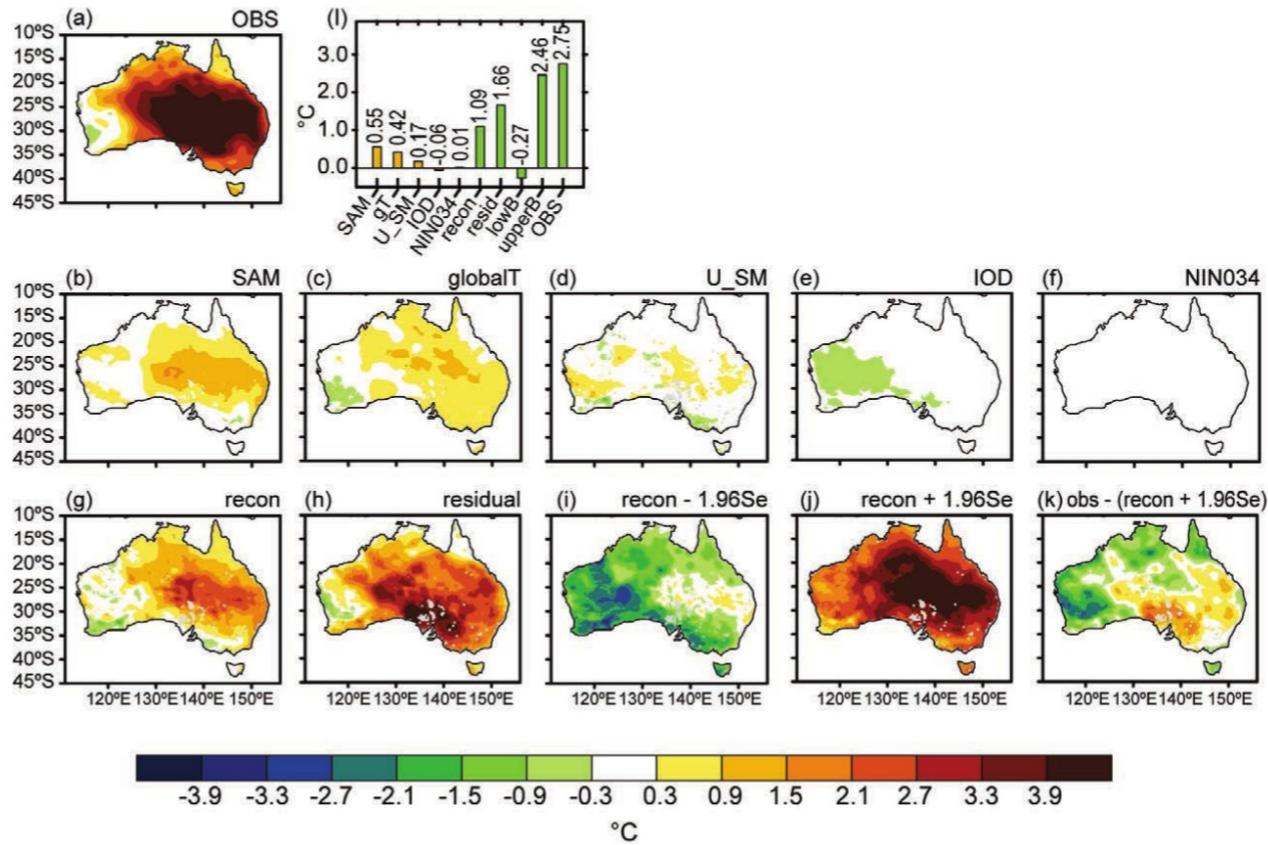 (a) OBS
10ºS
15ºS
20ºS
25ºS
30ºS
35ºS
40ºS
45ºS
(l)
ºC
3.0
2.0
1.0
0.0
0.55
0.42
0.17
-0.06
0.01
1.09
1.66
-0.27
2.46
2.75
SAM
gT
U_SM
IOD
NIN034
recon
resid
lowB
upperB
OBS
(b) SAM
(c) globalT
(d) U_SM
(e) IOD
(f) NIN034
10ºS
15ºS
20ºS
25ºS
30ºS
35ºS
40ºS
45ºS
(g) recon
(h) residual
(i) recon - 1.96Se
(j) recon + 1.96Se
(k) obs - (recon + 1.96Se)
10ºS
15ºS
20ºS
25ºS
30ºS
35ºS
40ºS
45ºS
120ºE 130ºE 140ºE 150ºE
120ºE 130ºE 140ºE 150ºE
120ºE 130ºE 140ºE 150ºE
120ºE 130ºE 140ºE 150ºE
120ºE 130ºE 140ºE 150ºE
-3.9 -3.3 -2.7 -2.1 -1.5 -0.9 -0.3 0.3 0.9 1.5 2.1 2.7 3.3 3.9
°C